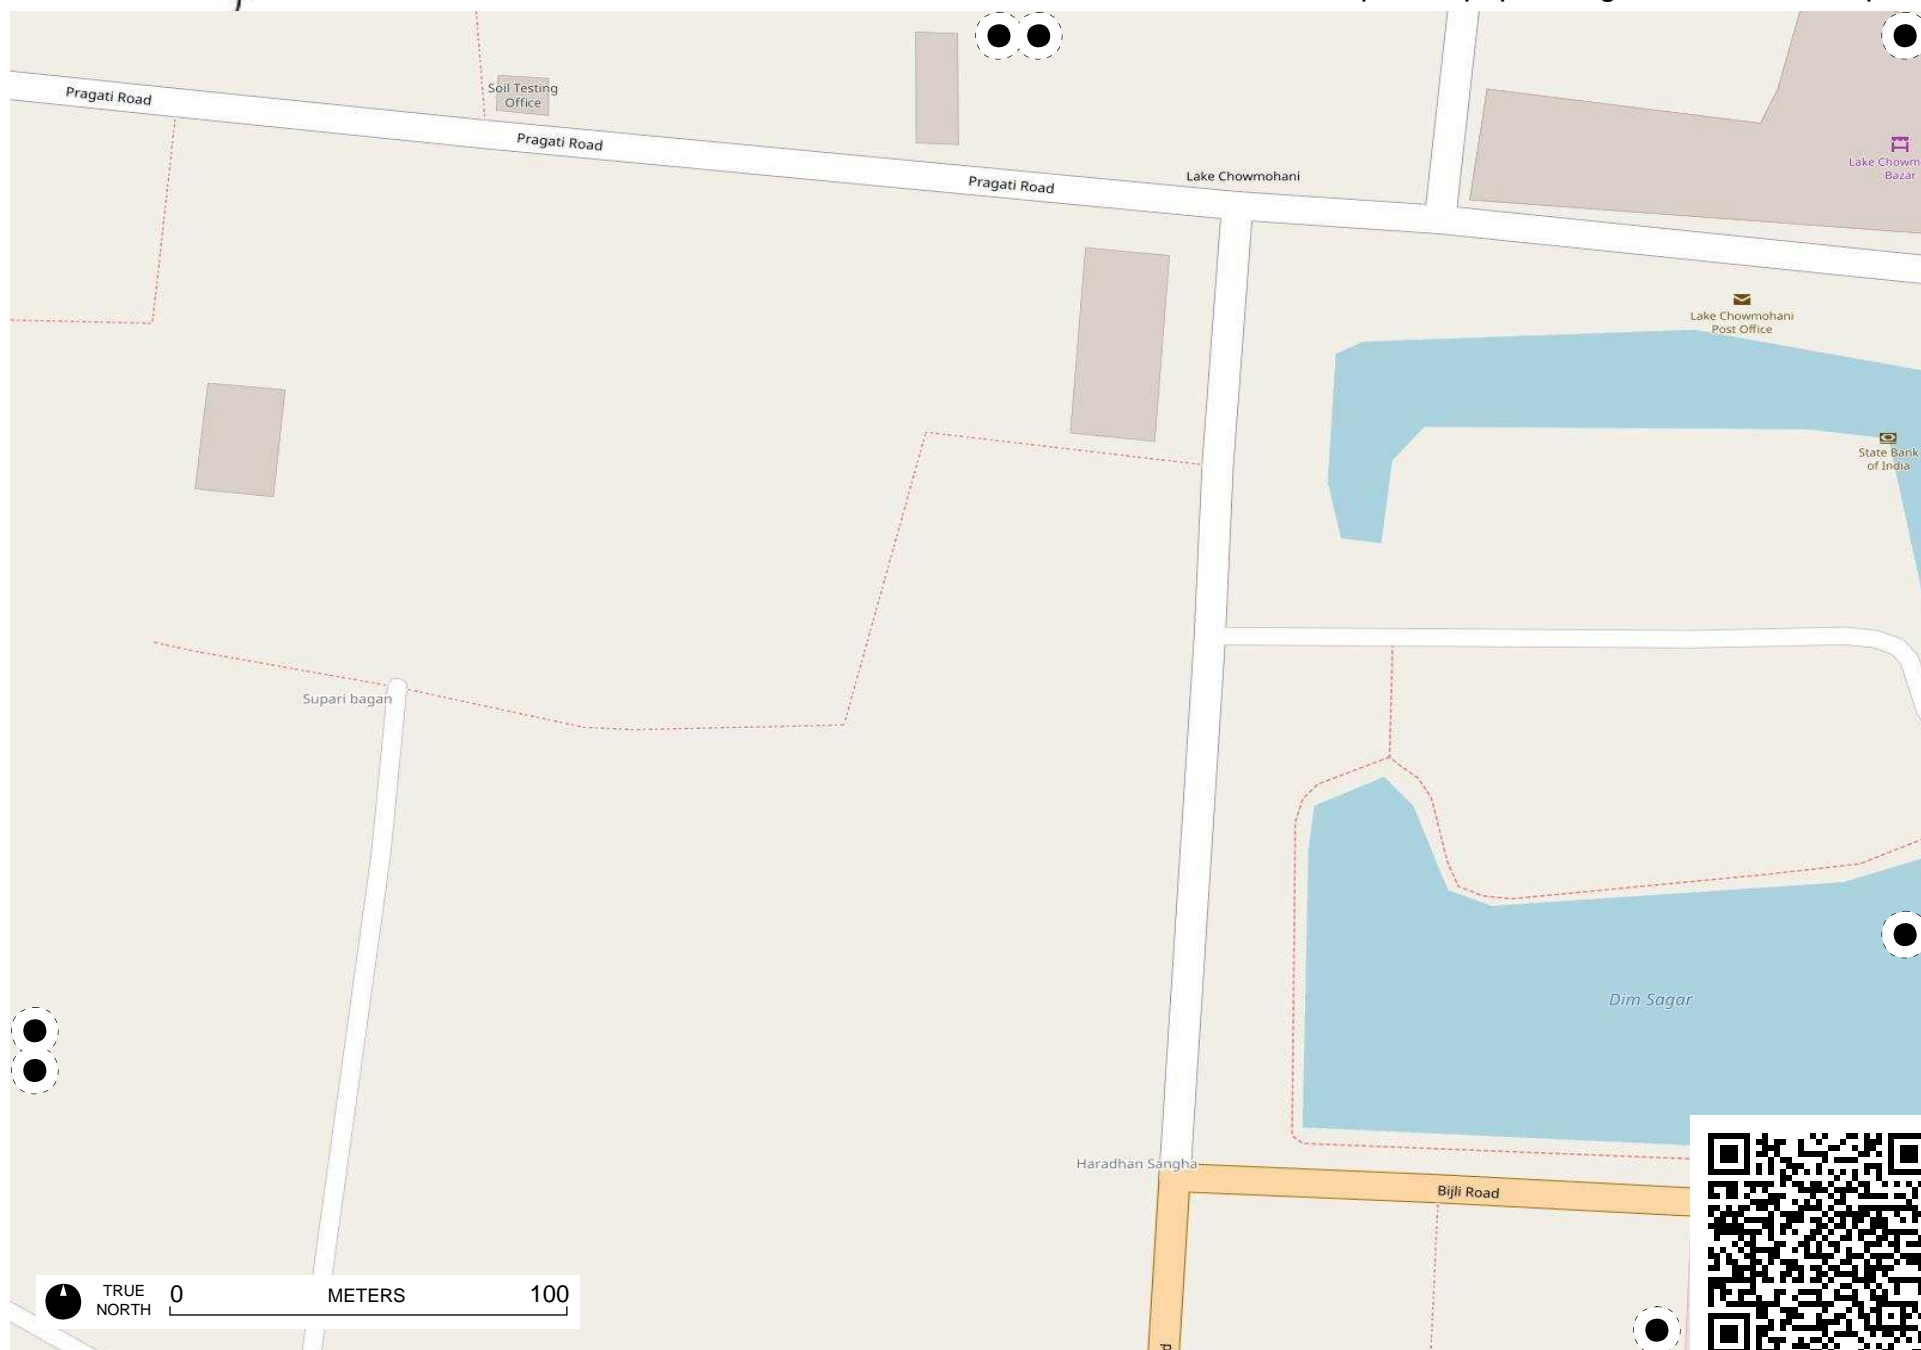 Pragati Road
Soil Testing
Office
Pragati Road
Pragati Road
Lake Chowmohani
Bazar
Lake Chowmohani
Post Office
State Bank
of India
Supari bagan
Dim Sagar
Haradhan Sangha
Bijli Road
TRUE
NORTH
0
METERS
100